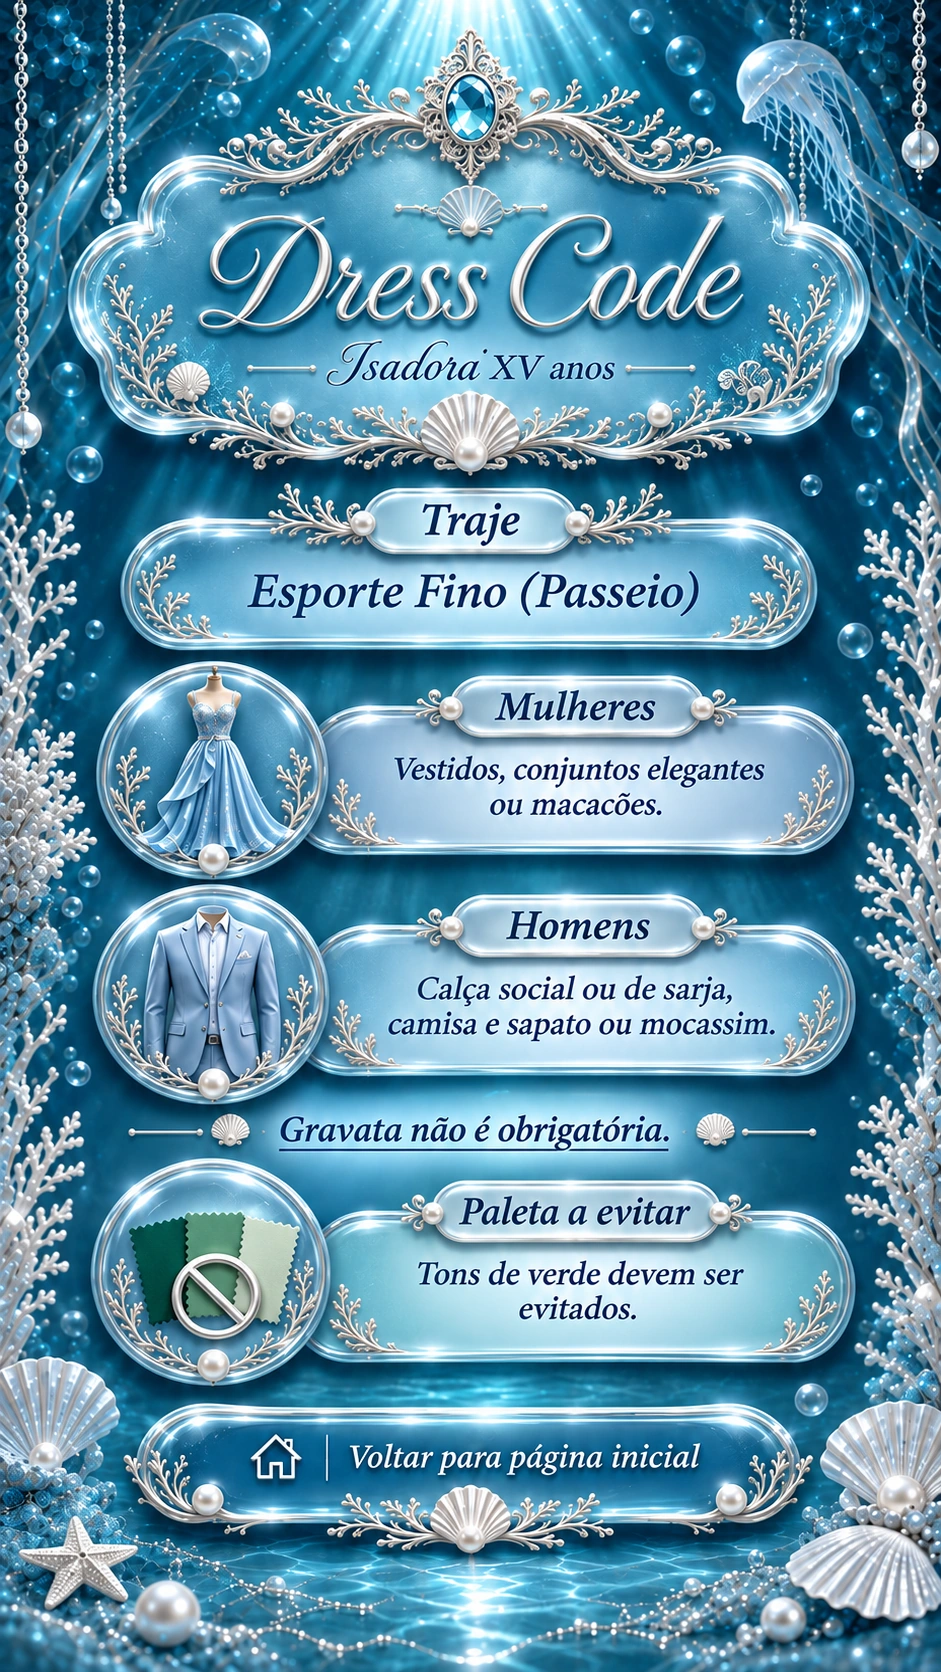 Dress Code
Isadora XV anos
Traje
Esporte Fino (Passeio)
Mulheres
Vestidos, conjuntos elegantes
ou macacões.
Homens
Calça social ou de sarja,
camisa e sapato ou mocassim.
Gravata não é obrigatória.
Paleta a evitar
Tons de verde devem ser
evitados.
Voltar para página inicial